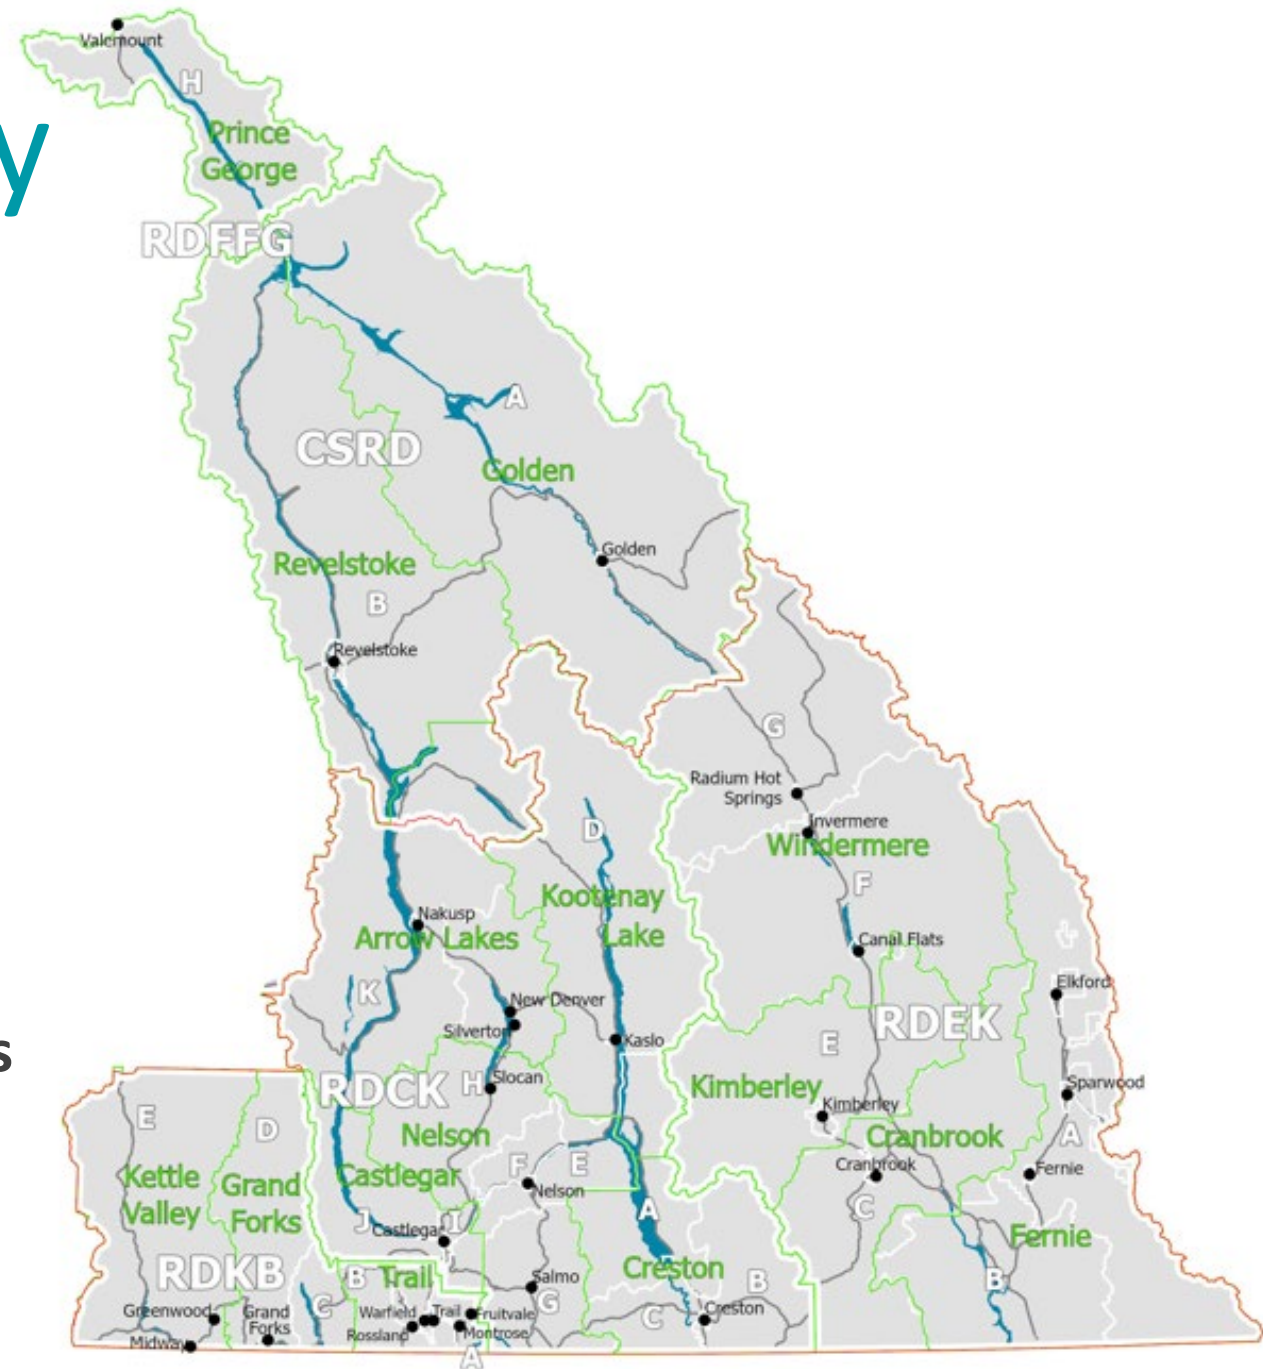 Valemount
H
Prince
George
y
RDFFG
A
CSRD
Golden
Golden
Revelstoke
B
Revelstoke
G
Radium Hot
Springs
Invermere
Windermere
D
F
Kootenay
Lake
Nakusp
Arrow Lakes
Canal Flats
K
Elkford
New Denver
Silverton
RDEK
Kaslo
E
s
RDCK
H
Slocan
Kimberley
Sparwood
Kimberley
E
D
Nelson
Cranbrook
A
F
E
Cranbrook
Fernie
Kettle
Valley
Grand
Forks
Castlegar
Nelson
A
C
J
Castlegar
I
Fernie
RDKB
B
Trail
Creston
Salmo
B
B
C
G
C
Greenwood
Grand
Forks
Warfield
Trail
Fruitvale
Creston
Rossland
Montrose
Midway
A